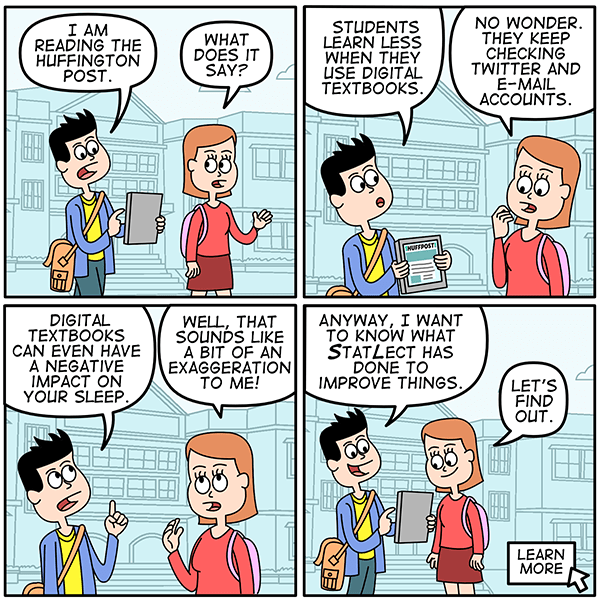 I AM
READING THE
HUFFINGTON
POST.
WHAT
DOES IT
SAY?
STUDENTS
LEARN LESS
WHEN THEY
USE DIGITAL
TEXTBOOKS.
NO WONDER.
THEY KEEP
CHECKING
TWITTER AND
E-MAIL
ACCOUNTS.
HUFFPOST
DIGITAL
TEXTBOOKS
CAN EVEN HAVE
A NEGATIVE
IMPACT ON
YOUR SLEEP.
WELL, THAT
SOUNDS LIKE
A BIT OF AN
EXAGGERATION
TO ME!
ANYWAY, I WANT
TO KNOW WHAT
STATLECT HAS
DONE TO
IMPROVE THINGS.
LET'S
FIND
OUT.
LEARN
MORE